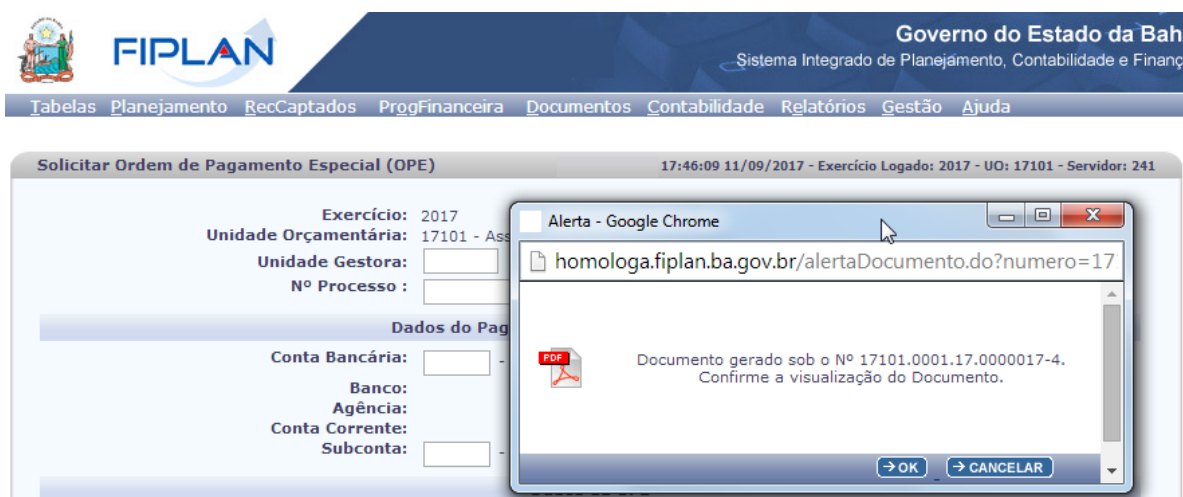 FIPLAN
Governo do Estado da Bah
Sistema Integrado de Planejamento, Contabilidade e Finanç
Tabelas Planejamento RecCaptados ProgFinanceira Documentos Contabilidade Relatórios Gestão Ajuda
Solicitar Ordem de Pagamento Especial (OPE) 17:46:09 11/09/2017 - Exercício Logado: 2017 - UO: 17101 - Servidor: 241
Exercício: 2017
Unidade Orçamentária: 17101 - Ass
Unidade Gestora:
Nº Processo :
Dados do Pag
Conta Bancária: -
Banco:
Agência:
Conta Corrente:
Subconta: -
Alerta - Google Chrome
homologa.fiplan.ba.gov.br/alertaDocumento.do?numero=17
PDF
Documento gerado sob o Nº 17101.0001.17.0000017-4.
Confirme a visualização do Documento.
OK CANCELAR